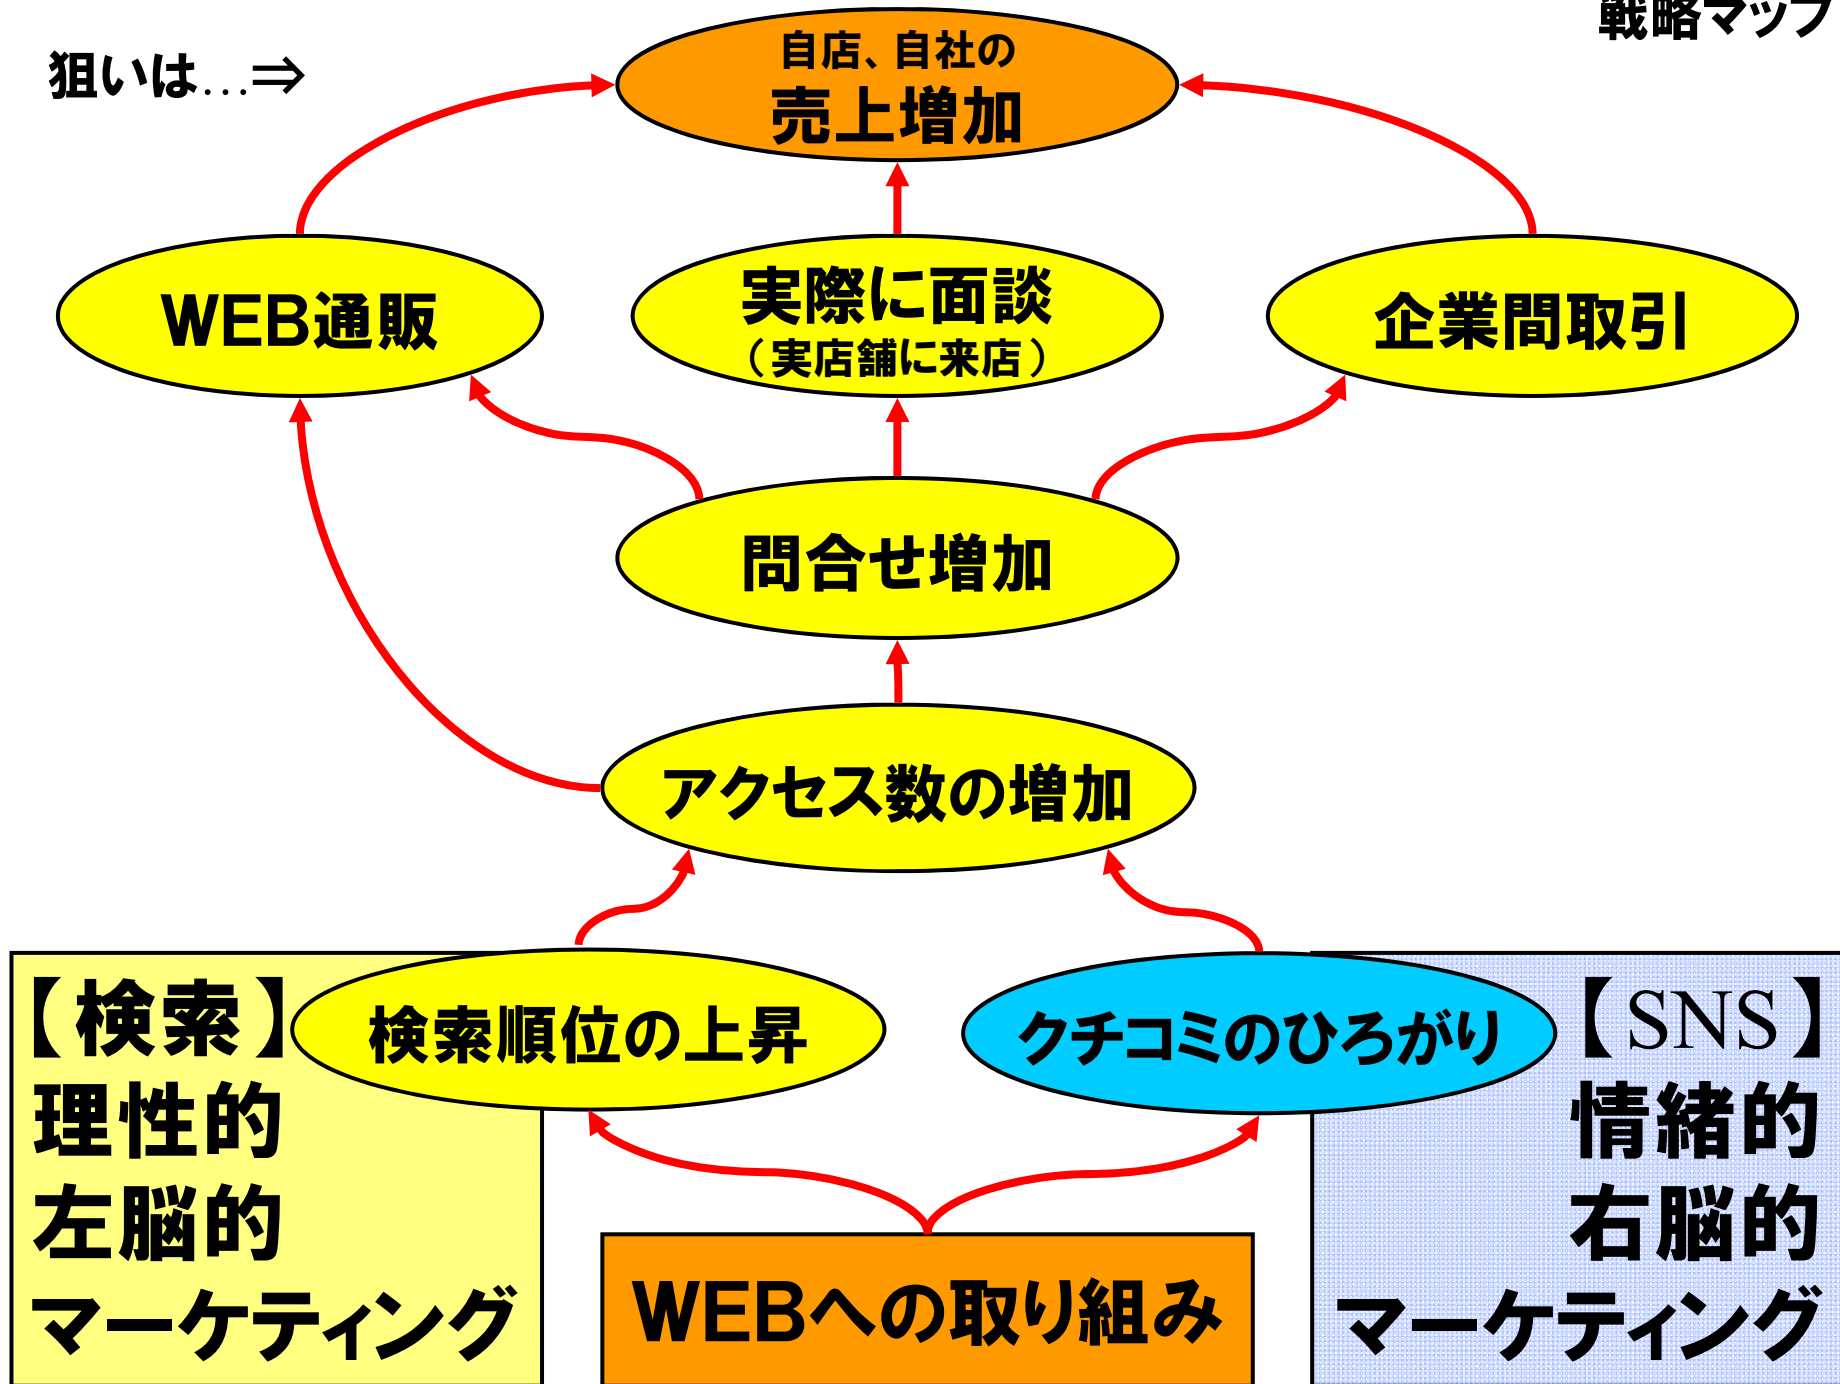 戦略マップ
狙いは…⇒
自店、自社の
売上増加
WEB通販
実際に面談
（実店舗に来店）
企業間取引
問合せ増加
アクセス数の増加
検索順位の上昇
クチコミのひろがり
【検索】
理性的
左脳的
マーケティング
【SNS】
情緒的
右脳的
マーケティング
WEBへの取り組み